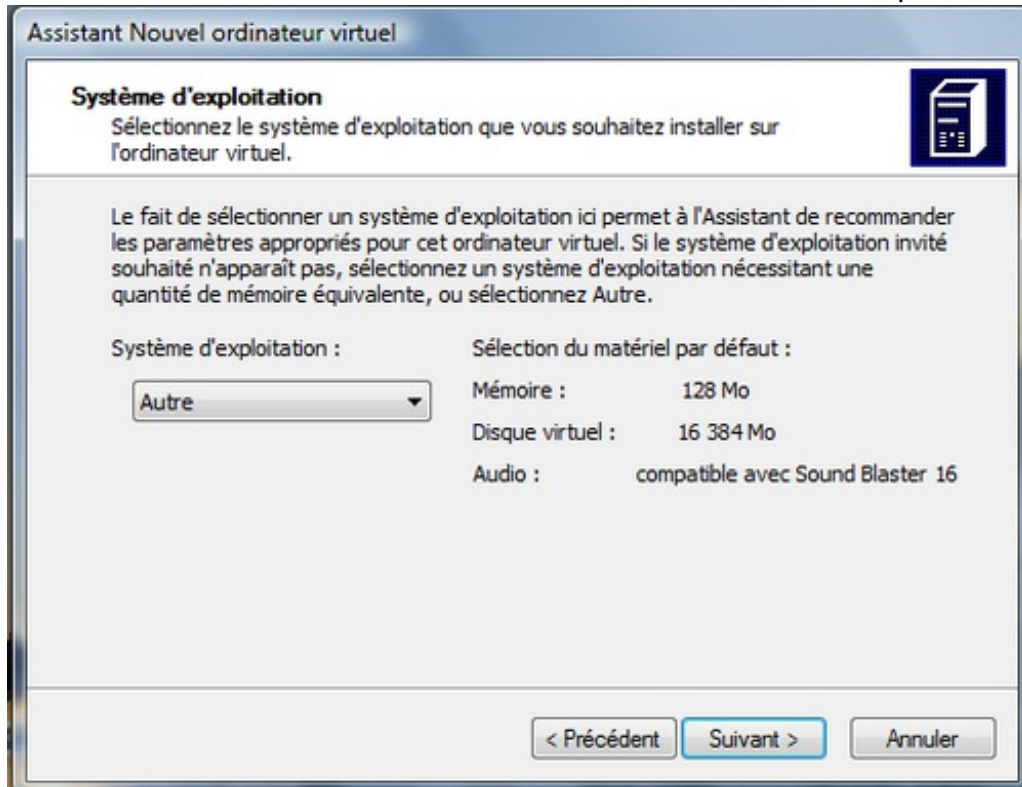 Assistant Nouvel ordinateur virtuel
Système d'exploitation
Sélectionnez le système d'exploitation que vous souhaitez installer sur
l'ordinateur virtuel.
Le fait de sélectionner un système d'exploitation ici permet à l'Assistant de recommander
les paramètres appropriés pour cet ordinateur virtuel. Si le système d'exploitation invité
souhaité n'apparaît pas, sélectionnez un système d'exploitation nécessitant une
quantité de mémoire équivalente, ou sélectionnez Autre.
Système d'exploitation :
Autre
Sélection du matériel par défaut :
Mémoire : 128 Mo
Disque virtuel : 16 384 Mo
Audio : compatible avec Sound Blaster 16
< Précédent Suivant > Annuler